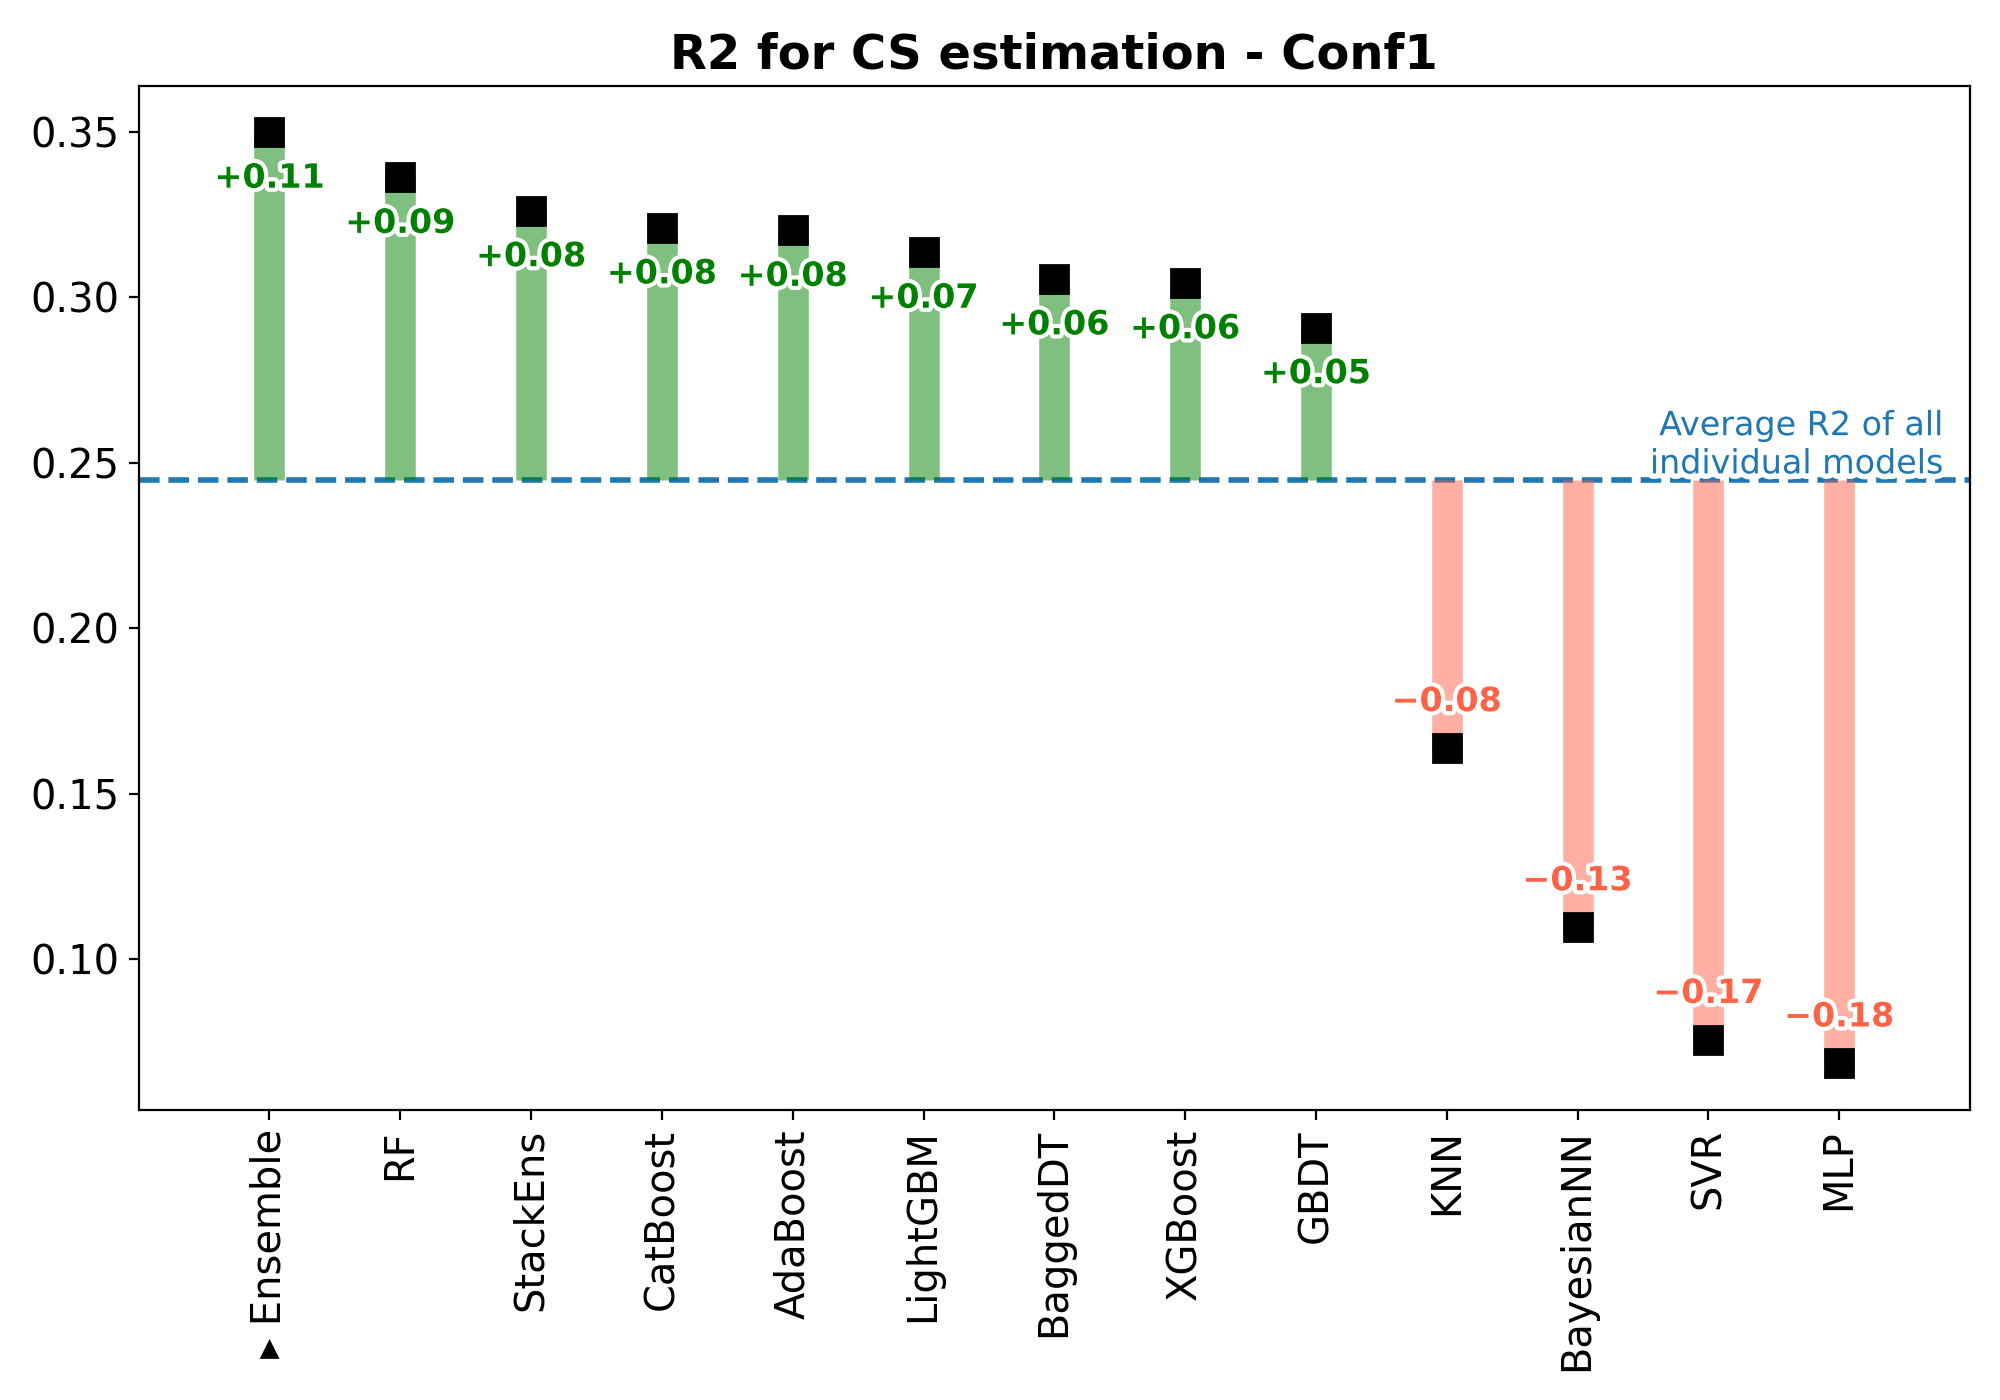 R2 for CS estimation - Conf1
0.35
0.30
0.25
0.20
0.15
0.10
+0.11
+0.09
+0.08
+0.08
+0.08
+0.07
+0.06
+0.06
+0.05
Average R2 of all
individual models
−0.08
−0.13
−0.17
−0.18
► Ensemble
RF
StackEns
CatBoost
AdaBoost
LightGBM
BaggedDT
XGBoost
GBDT
KNN
BayesianNN
SVR
MLP